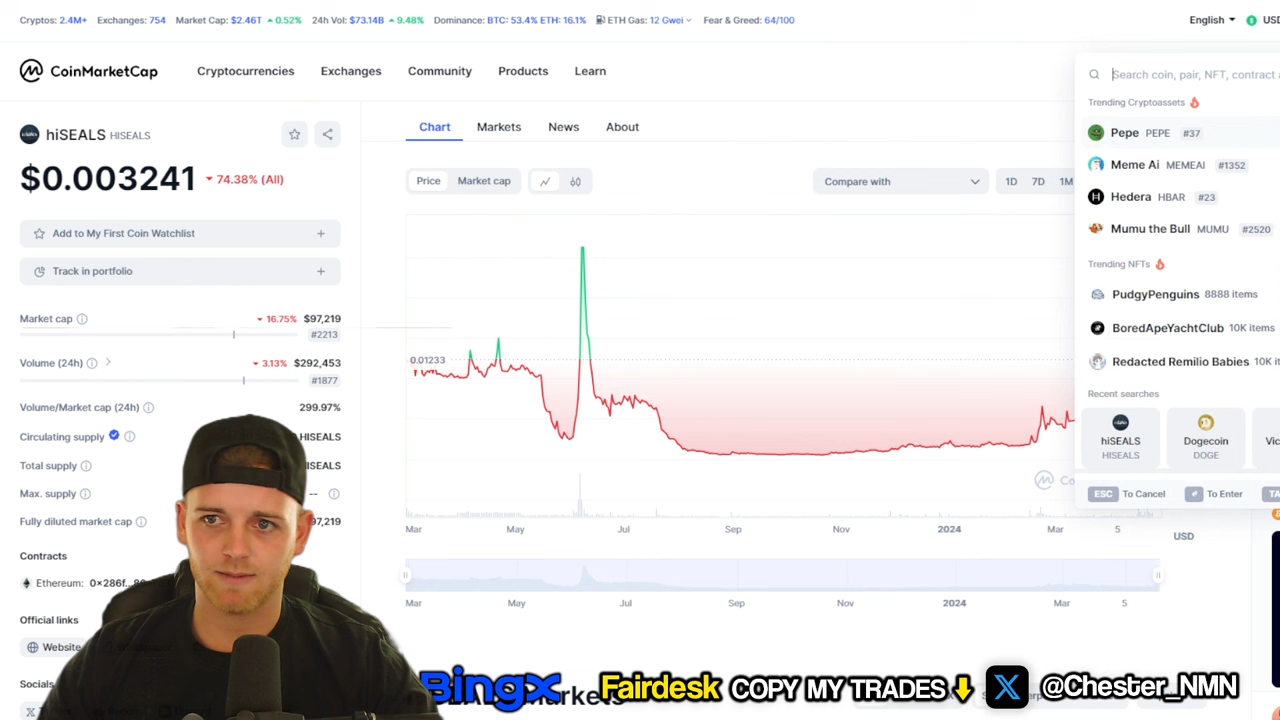 Cryptos: 2.4M+ Exchanges: 754 Market Cap: $2.46T 0.52% 24h Vol: $73.14B 9.48% Dominance: BTC: 53.4% ETH: 16.1% ETH Gas: 12 Gwei Fear & Greed: 64/100 English USD
CoinMarketCap Cryptocurrencies Exchanges Community Products Learn
hiSEALS HISEALS
$0.003241 74.38% (All)
Add to My First Coin Watchlist +
Track in portfolio +
Market cap 16.75% $97,219
#2213
Volume (24h) 3.13% $292,453
#1877
Volume/Market cap (24h) 299.97%
Circulating supply HISEALS
Total supply
Max. supply --
Fully diluted market cap
Contracts
Ethereum: 0x286f...
Official links
Website
Socials
Chart Markets News About
Price Market cap Compare with 1D 7D 1M
0.01233
Mar May Jul Sep Nov 2024 Mar 5
USD
Mar May Jul Sep Nov 2024 Mar 5
Search coin, pair, NFT, contract
Trending Cryptoassets
Pepe PEPE #37
Meme Ai MEMEAI #1352
Hedera HBAR #23
Mumu the Bull MUMU #2520
Trending NFTs
PudgyPenguins 8888 items
BoredApeYachtClub 10K items
Redacted Remilio Babies 10K
Recent searches
hiSEALS Dogecoin
HISEALS DOGE
ESC To Cancel To Enter
BingX Fairdesk COPY MY TRADES X @Chester_NMN